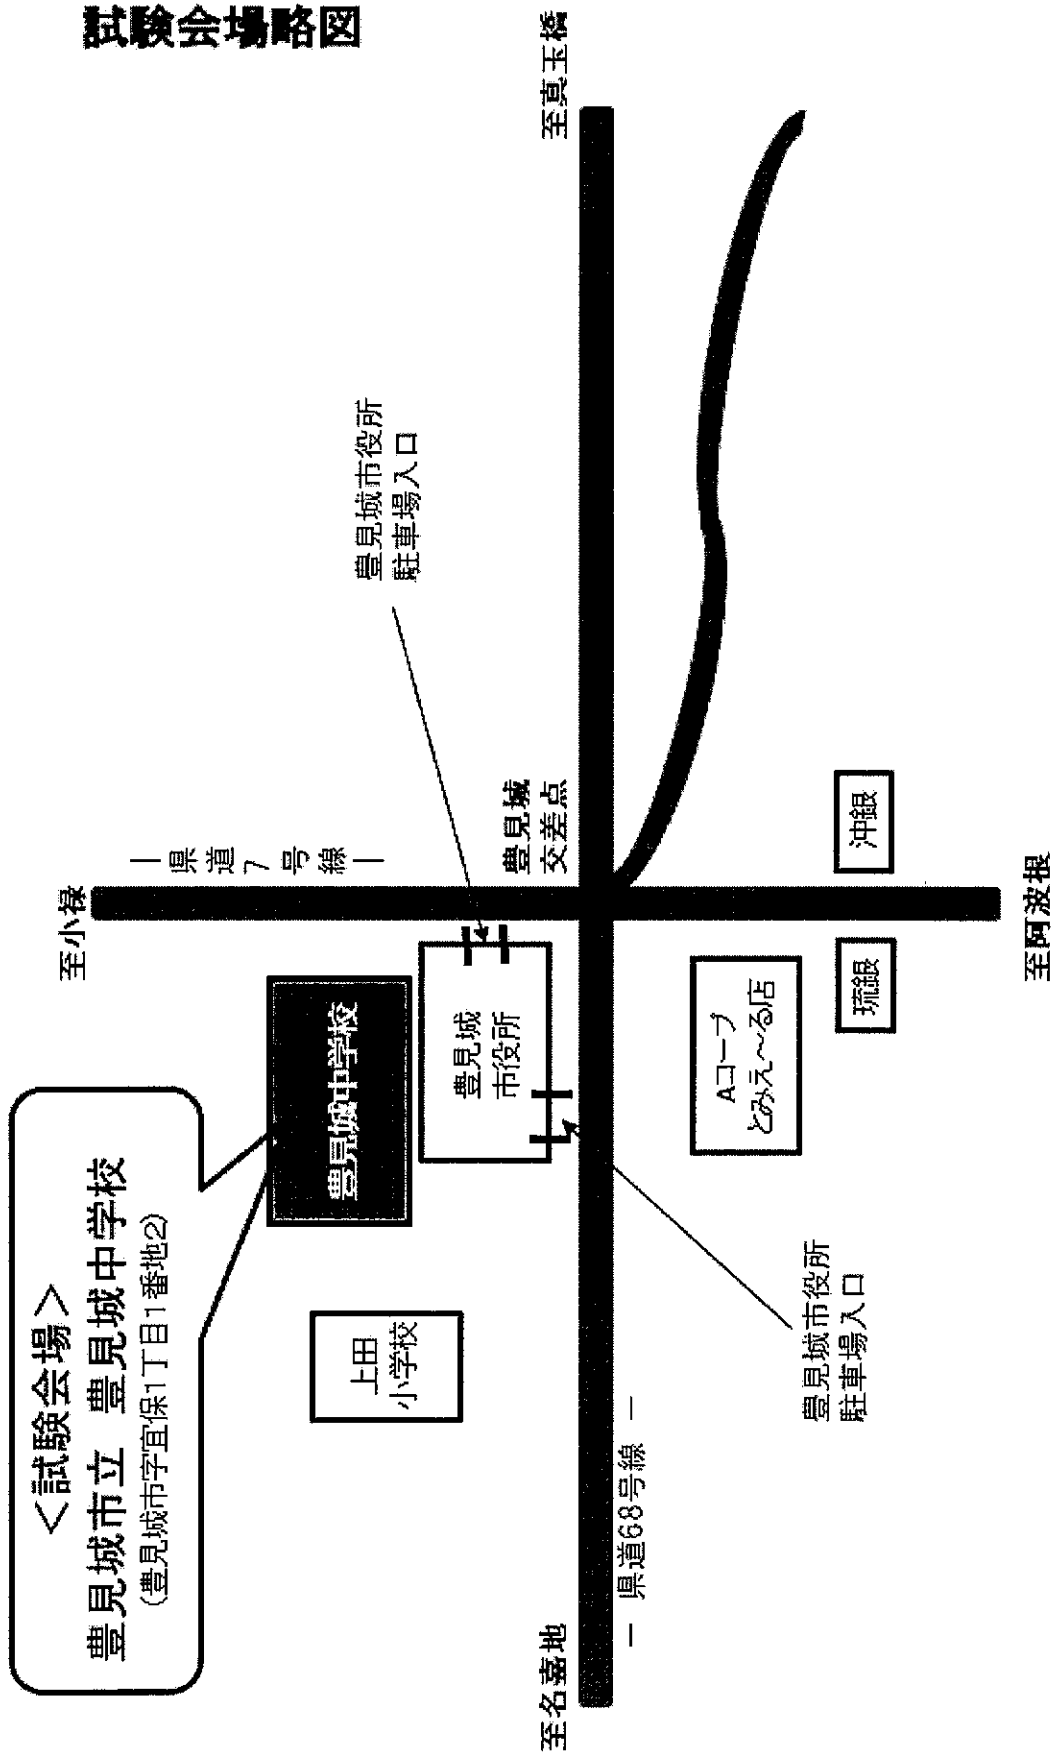 試験会場略図
＜試験会場＞
豊見城市立 豊見城中学校
(豊見城市字宜保1丁目1番地2)
至小禄
― 県道7号線 ―
豊見城市役所
駐車場入口
至真玉橋
上田
小学校
豊見城中学校
豊見城
市役所
豊見城
交差点
至名嘉地
― 県道68号線 ―
豊見城市役所
駐車場入口
Aコープ
とみえ～る店
琉銀
沖銀
至阿波根